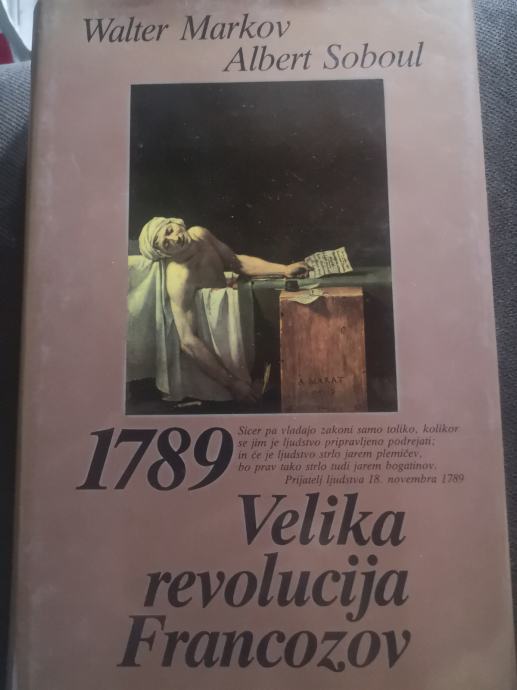 Walter Markov
Albert Soboul
À MARAT
1789
Sicer pa vladajo zakoni samo toliko, kolikor
se jim je ljudstvo pripravljeno podrejati;
in če je ljudstvo strlo jarem plemičev,
bo prav tako strlo tudi jarem bogatinov.
Prijatelj ljudstva 18. novembra 1789
Velika
revolucija
Francozov